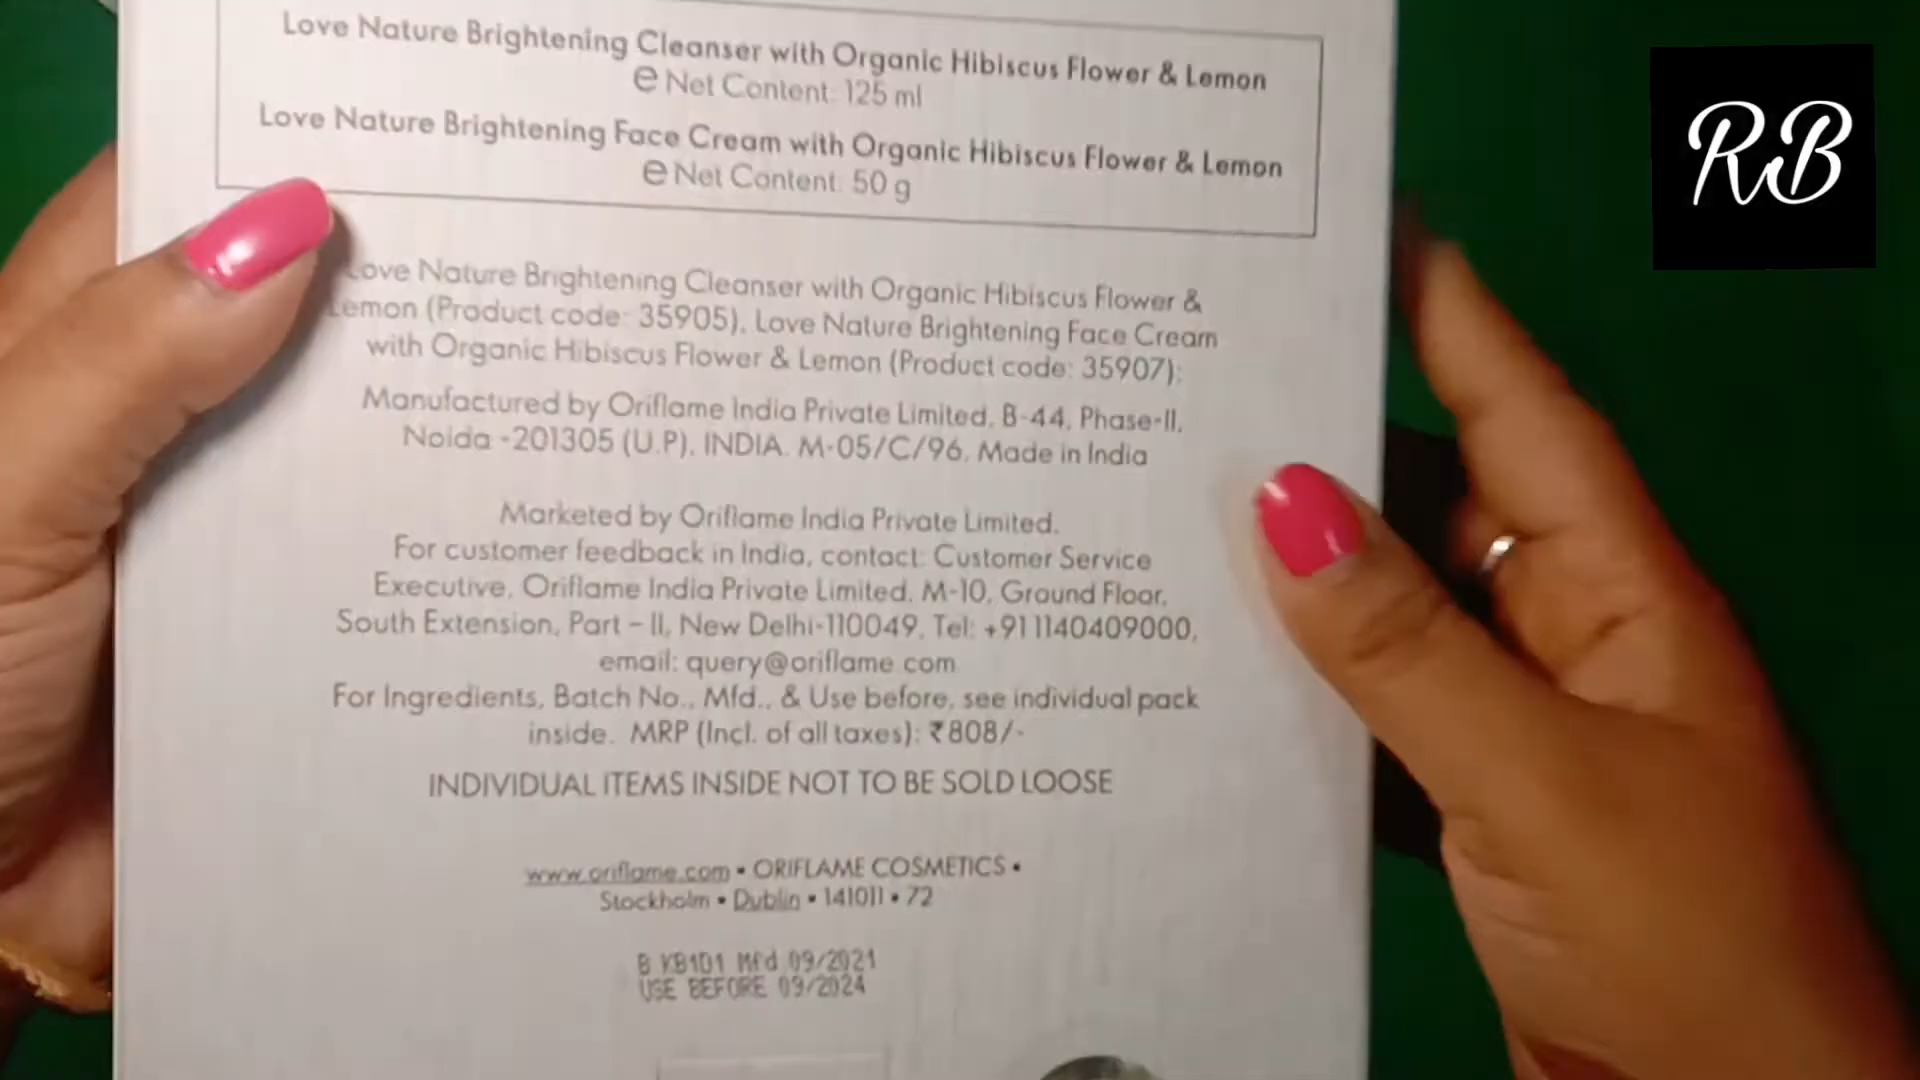 Love Nature Brightening Cleanser with Organic Hibiscus Flower & Lemon
e Net Content: 125 ml
Love Nature Brightening Face Cream with Organic Hibiscus Flower & Lemon
e Net Content: 50 g
RB
Love Nature Brightening Cleanser with Organic Hibiscus Flower &
Lemon (Product code: 35905), Love Nature Brightening Face Cream
with Organic Hibiscus Flower & Lemon (Product code: 35907):
Manufactured by Oriflame India Private Limited, B-44, Phase-II,
Noida -201305 (U.P), INDIA. M-05/C/96, Made in India
Marketed by Oriflame India Private Limited.
For customer feedback in India, contact: Customer Service
Executive, Oriflame India Private Limited, M-10, Ground Floor,
South Extension, Part – II, New Delhi-110049, Tel: +911140409000,
email: query@oriflame.com
For Ingredients, Batch No., Mfd., & Use before, see individual pack
inside. MRP (Incl. of all taxes): ₹808/-
INDIVIDUAL ITEMS INSIDE NOT TO BE SOLD LOOSE
www.oriflame.com • ORIFLAME COSMETICS •
Stockholm • Dublin • 141011 • 72
B KB1D1 Mfd 09/2021
USE BEFORE 09/2024